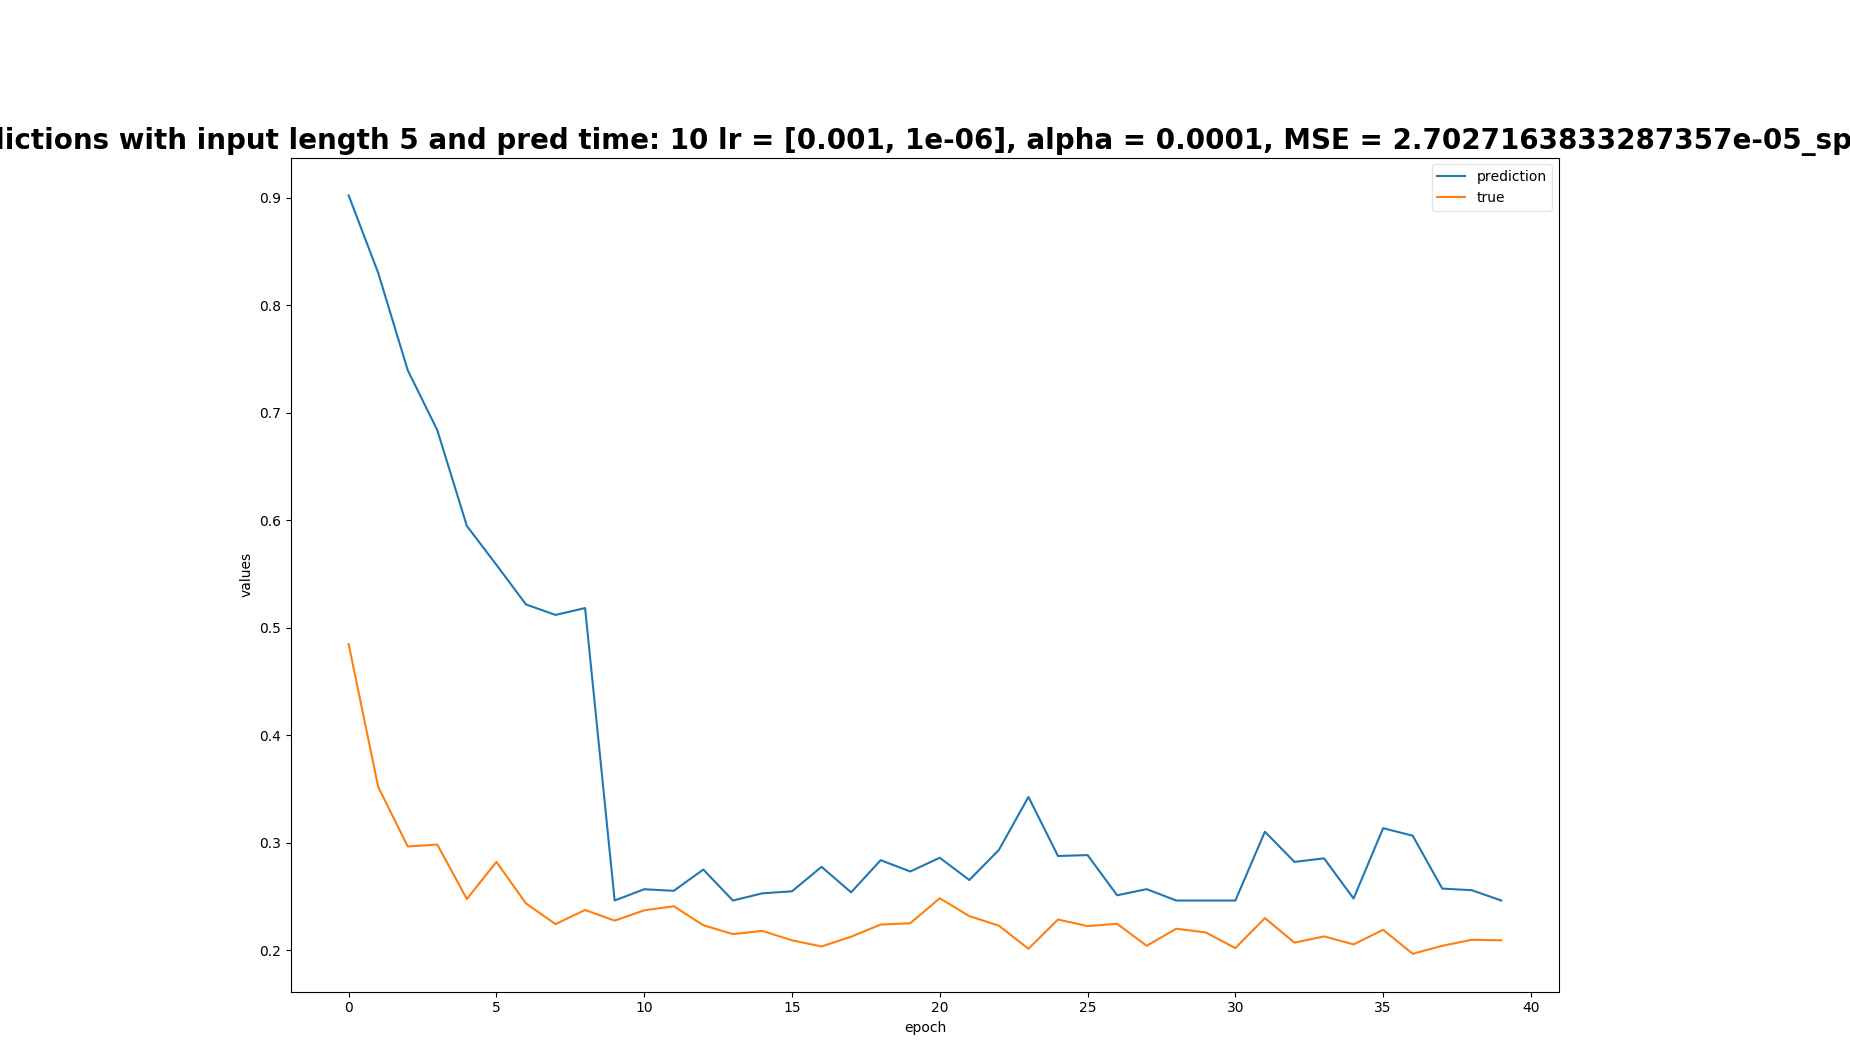 dictions with input length 5 and pred time: 10 lr = [0.001, 1e-06], alpha = 0.0001, MSE = 2.7027163833287357e-05_sp
prediction
true
0.9
0.8
0.7
0.6
0.5
0.4
0.3
0.2
values
0 5 10 15 20 25 30 35 40
epoch